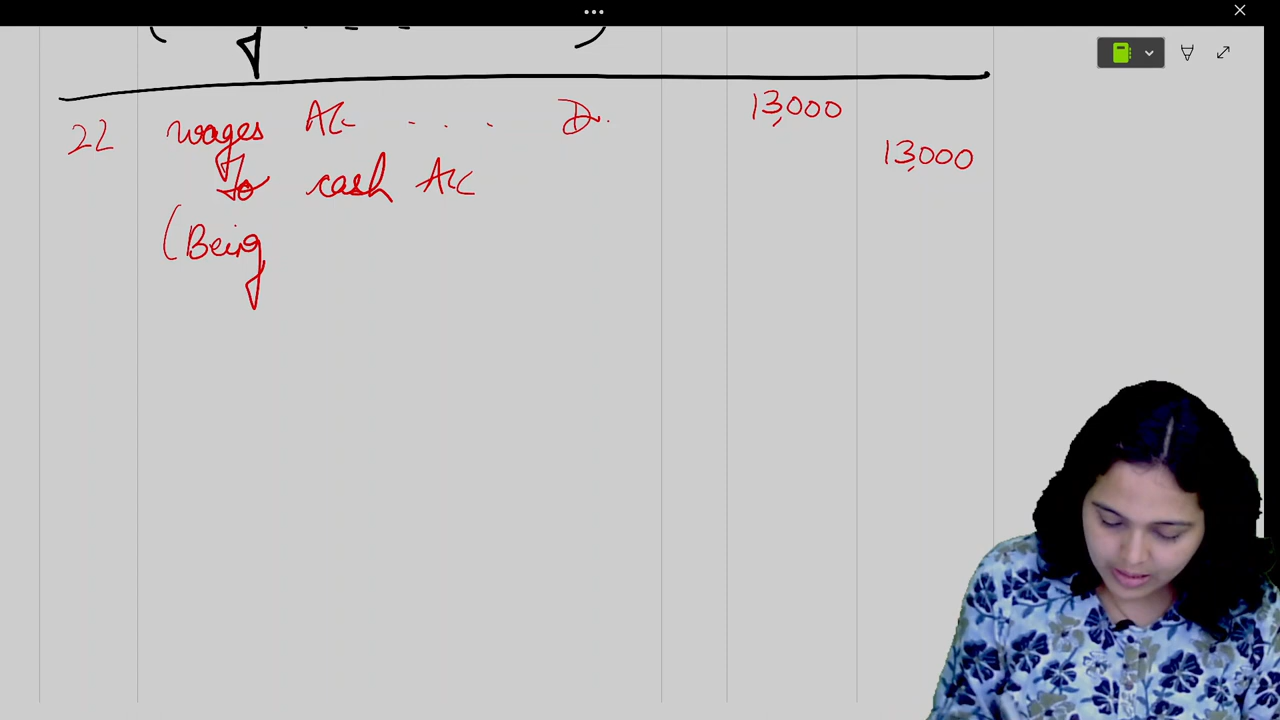 22 wages A/c . . . Dr. 13,000
To cash A/c 13,000
(Being